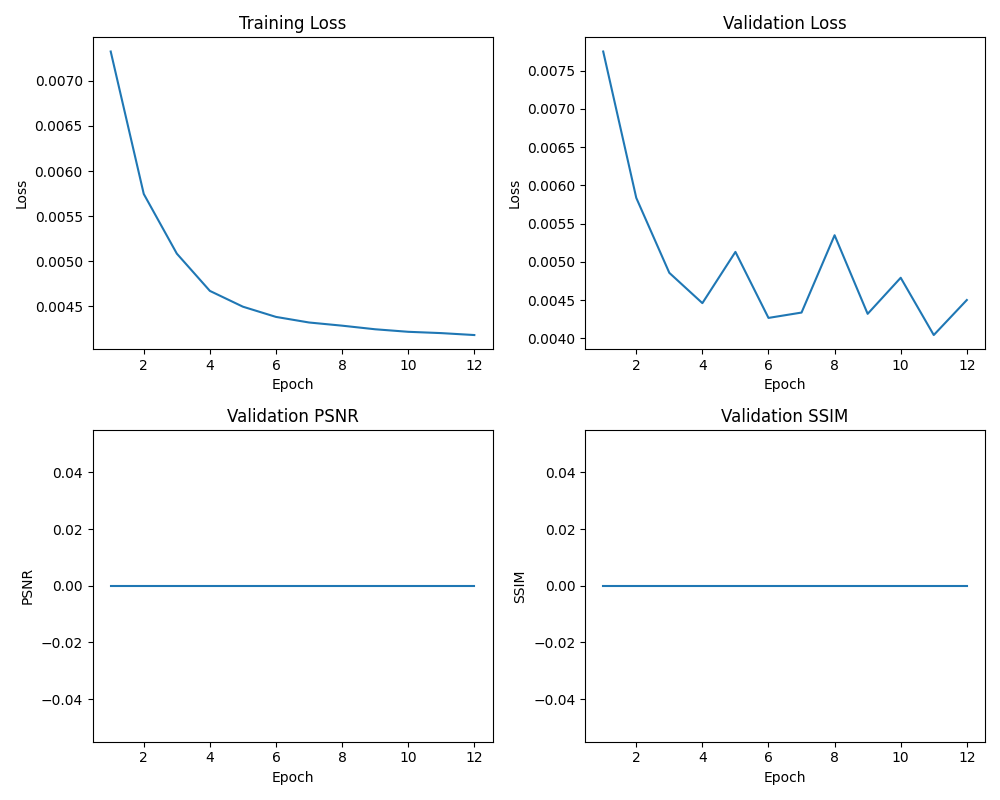 Training Loss
0.0070
0.0065
0.0060
0.0055
0.0050
0.0045
Loss
2 4 6 8 10 12
Epoch
Validation Loss
0.0075
0.0070
0.0065
0.0060
0.0055
0.0050
0.0045
0.0040
Loss
2 4 6 8 10 12
Epoch
Validation PSNR
0.04
0.02
0.00
−0.02
−0.04
PSNR
2 4 6 8 10 12
Epoch
Validation SSIM
0.04
0.02
0.00
−0.02
−0.04
SSIM
2 4 6 8 10 12
Epoch